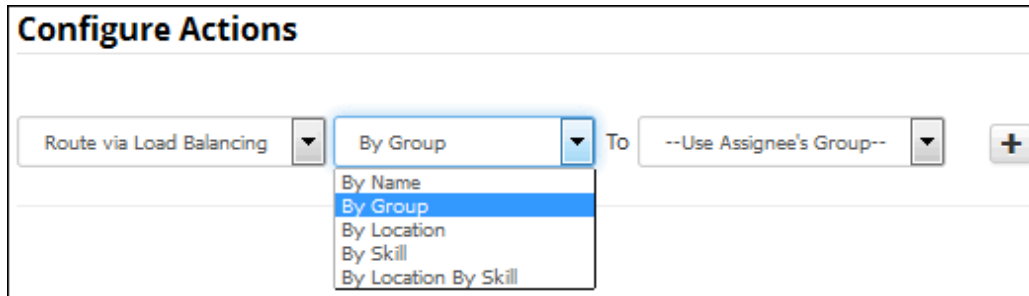 Configure Actions
Route via Load Balancing By Group To --Use Assignee's Group-- +
By Name
By Group
By Location
By Skill
By Location By Skill